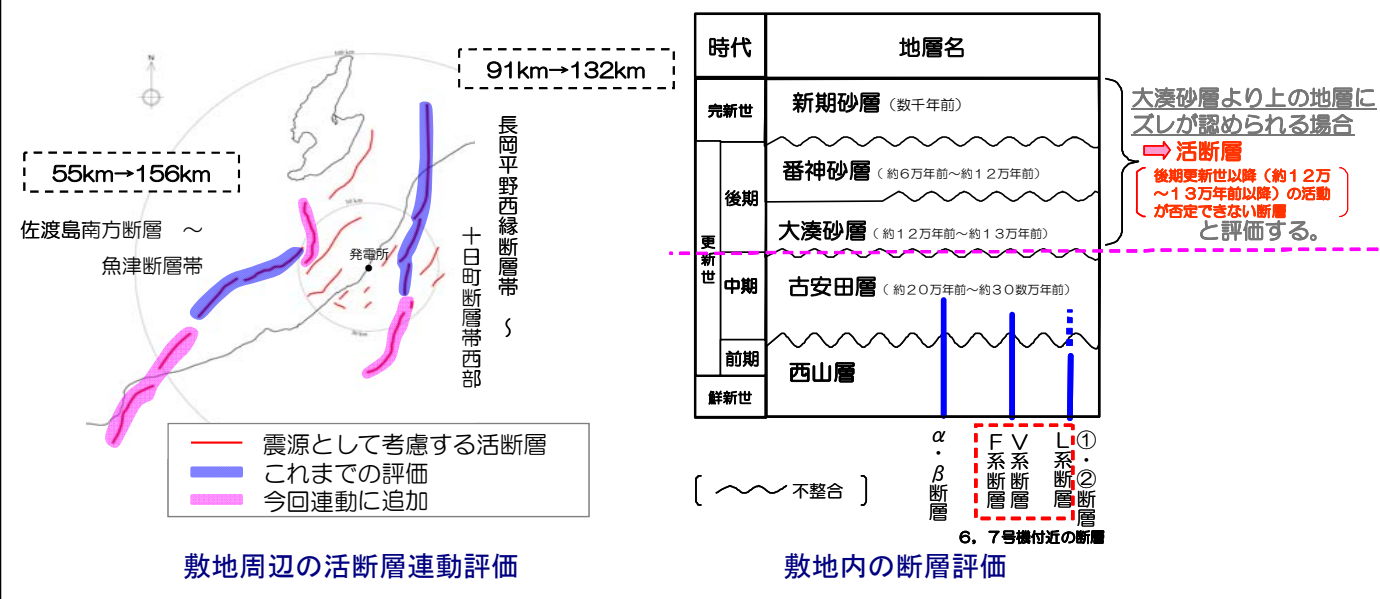 N
100 km
91km→132km
55km→156km
佐渡島南方断層 ～
魚津断層帯
長岡平野西縁断層帯 ～
十日町断層帯西部
30 km
発電所
30 km
震源として考慮する活断層
これまでの評価
今回連動に追加
敷地周辺の活断層連動評価
時代
地層名
完新世
新期砂層（数千年前）
更新世
後期
番神砂層（約6万年前～約12万年前）
大湊砂層（約12万年前～約13万年前）
中期
古安田層（約20万年前～約30数万年前）
前期
西山層
鮮新世
大湊砂層より上の地層に
ズレが認められる場合
活断層
後期更新世以降（約12万
～13万年前以降）の活動
が否定できない断層
と評価する。
不整合
α・β断層
F系断層
V系断層
L系断層
①・②断層
6，7号機付近の断層
敷地内の断層評価